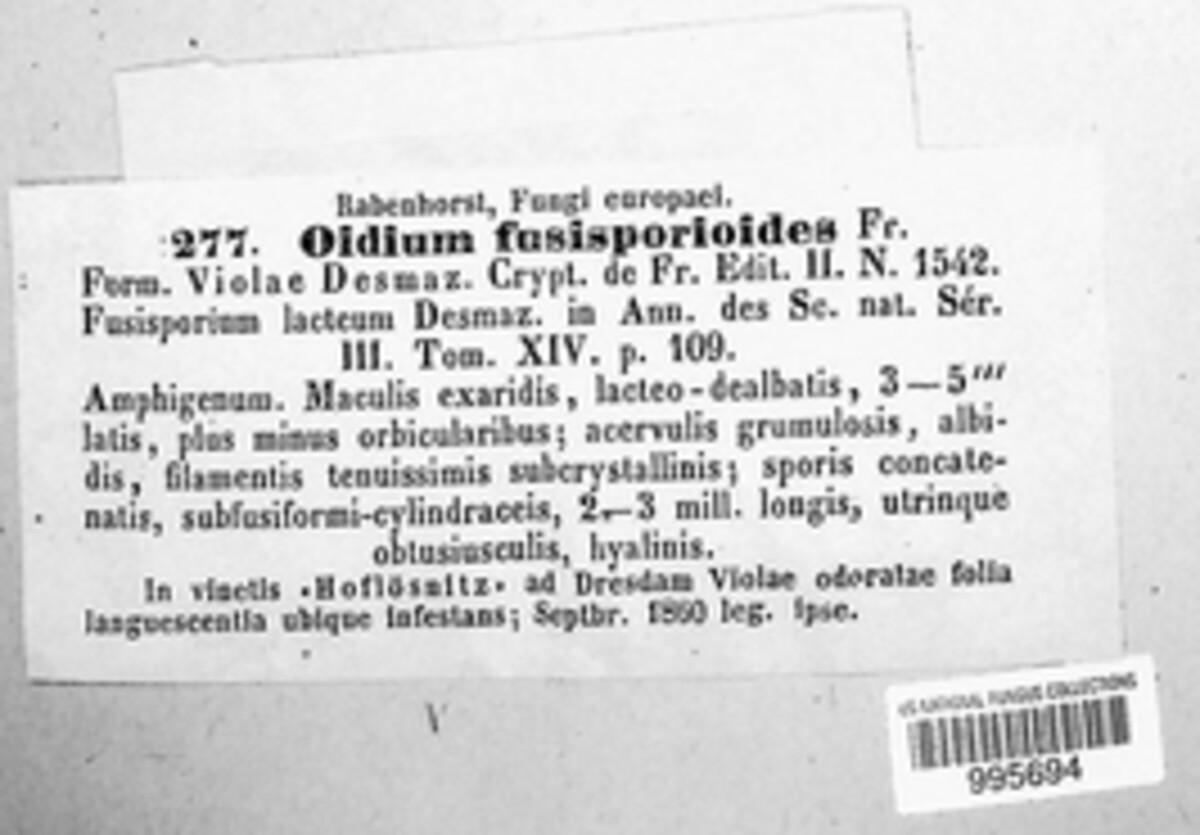 Rabenhorst, Fungi europaei.
277. Oidium fusisporioides Fr.
Form. Violae Desmaz. Crypt. de Fr. Edit. II. N. 1542.
Fusisporium lacteum Desmaz. in Ann. des Sc. nat. Sér.
III. Tom. XIV. p. 109.
Amphigenum. Maculis exaridis, lacteo-dealbatis, 3—5'''
latis, plus minus orbicularibus; acervulis grumulosis, albi-
dis, filamentis tenuissimis subcrystallinis; sporis concate-
natis, subfusiformi-cylindraceis, 2—3 mill. longis, utrinque
obtusiusculis, hyalinis.
In vinetis «Hoflösnitz» ad Dresdam Violae odoratae folia
languescentia ubique infestans; Septbr. 1860 leg. ipse.
US NATIONAL FUNGUS COLLECTIONS
995694